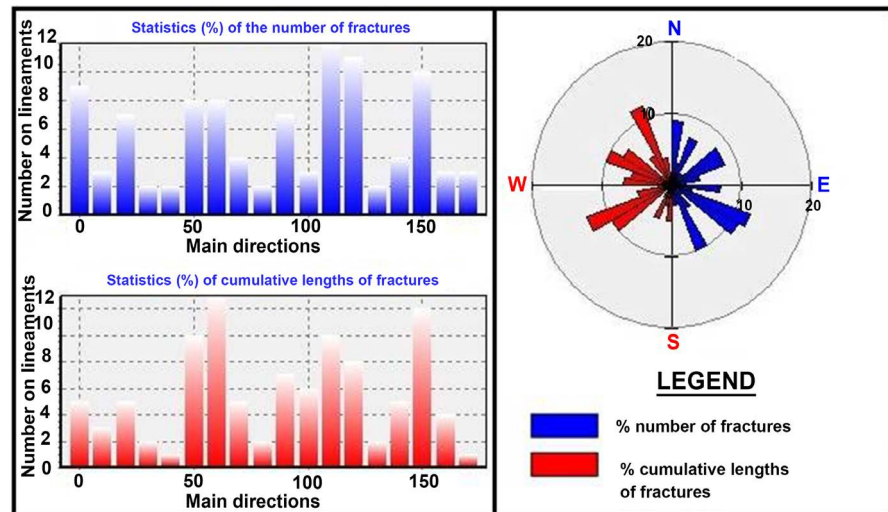 Statistics (%) of the number of fractures
Number on lineaments
12
10
8
6
4
2
0
0 50 100 150
Main directions
Statistics (%) of cumulative lengths of fractures
Number on lineaments
12
10
8
6
4
2
0
0 50 100 150
Main directions
N
20
10
W
E
10 20
S
LEGEND
% number of fractures
% cumulative lengths
of fractures